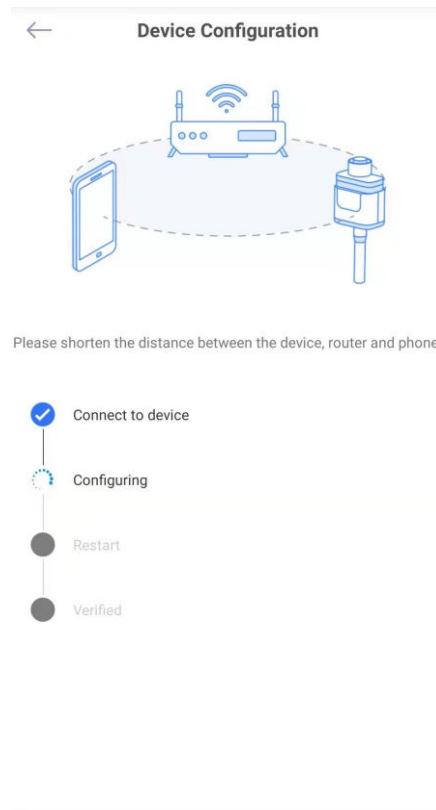 Device Configuration
Please shorten the distance between the device, router and phone
Connect to device
Configuring
Restart
Verified